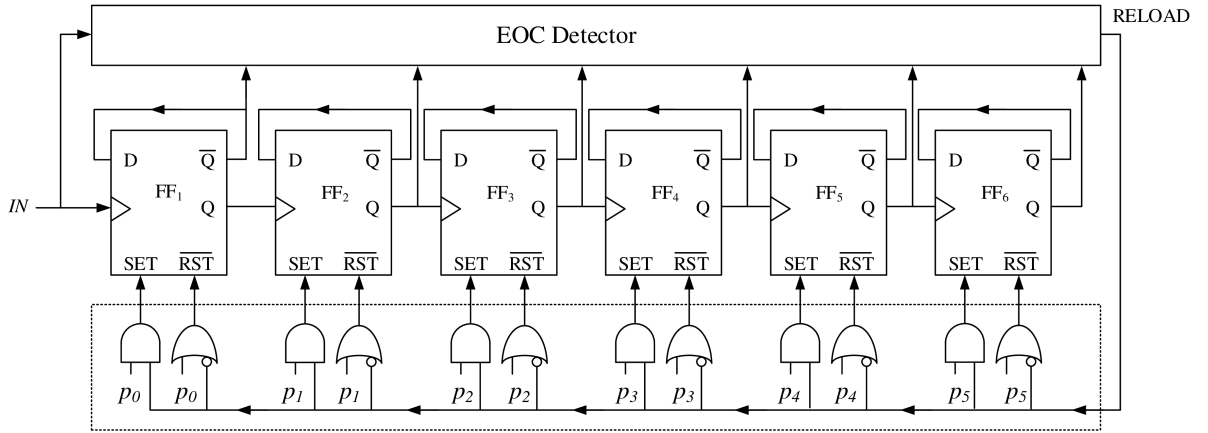 RELOAD
EOC Detector
D Q D Q D Q D Q D Q D Q
FF1 FF2 FF3 FF4 FF5 FF6
IN
Q Q Q Q Q Q
SET RST SET RST SET RST SET RST SET RST SET RST
p0 p0 p1 p1 p2 p2 p3 p3 p4 p4 p5 p5